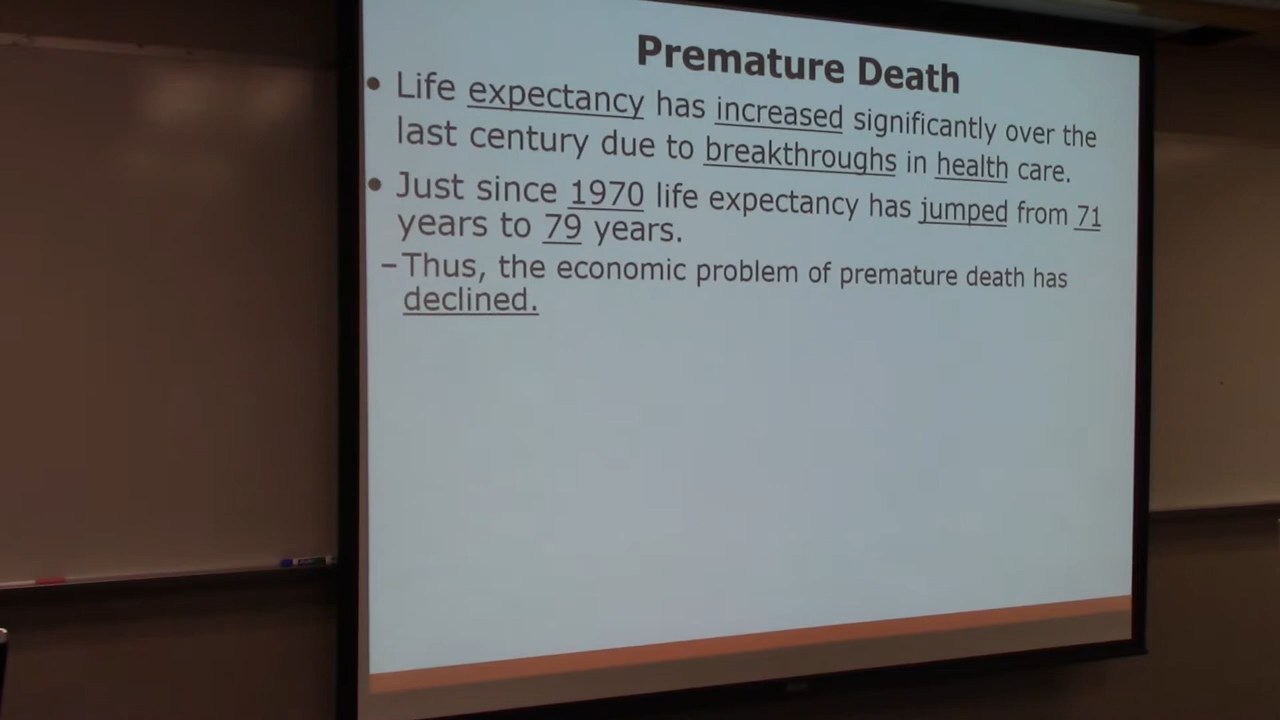 Premature Death
• Life expectancy has increased significantly over the
last century due to breakthroughs in health care.
• Just since 1970 life expectancy has jumped from 71
years to 79 years.
–Thus, the economic problem of premature death has
declined.